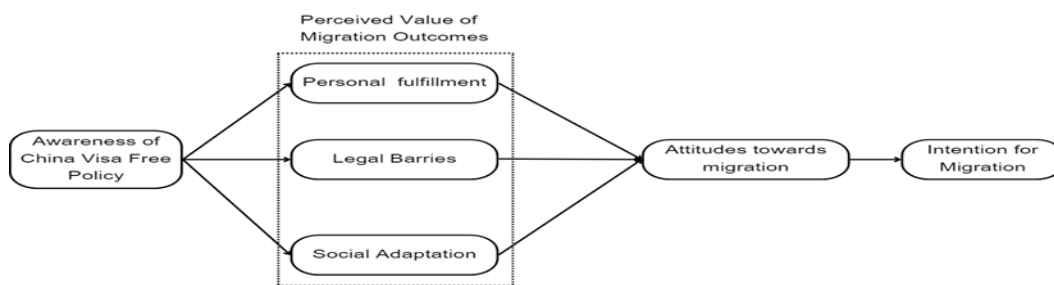 Perceived Value of
Migration Outcomes
Personal fulfillment
Awareness of
China Visa Free
Policy
Legal Barries
Attitudes towards
migration
Intention for
Migration
Social Adaptation